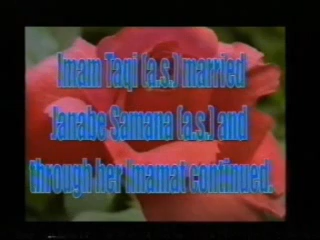 Imam Taqi (a.s.) married
Janabe Samana (a.s.) and
through her Imamat continued.